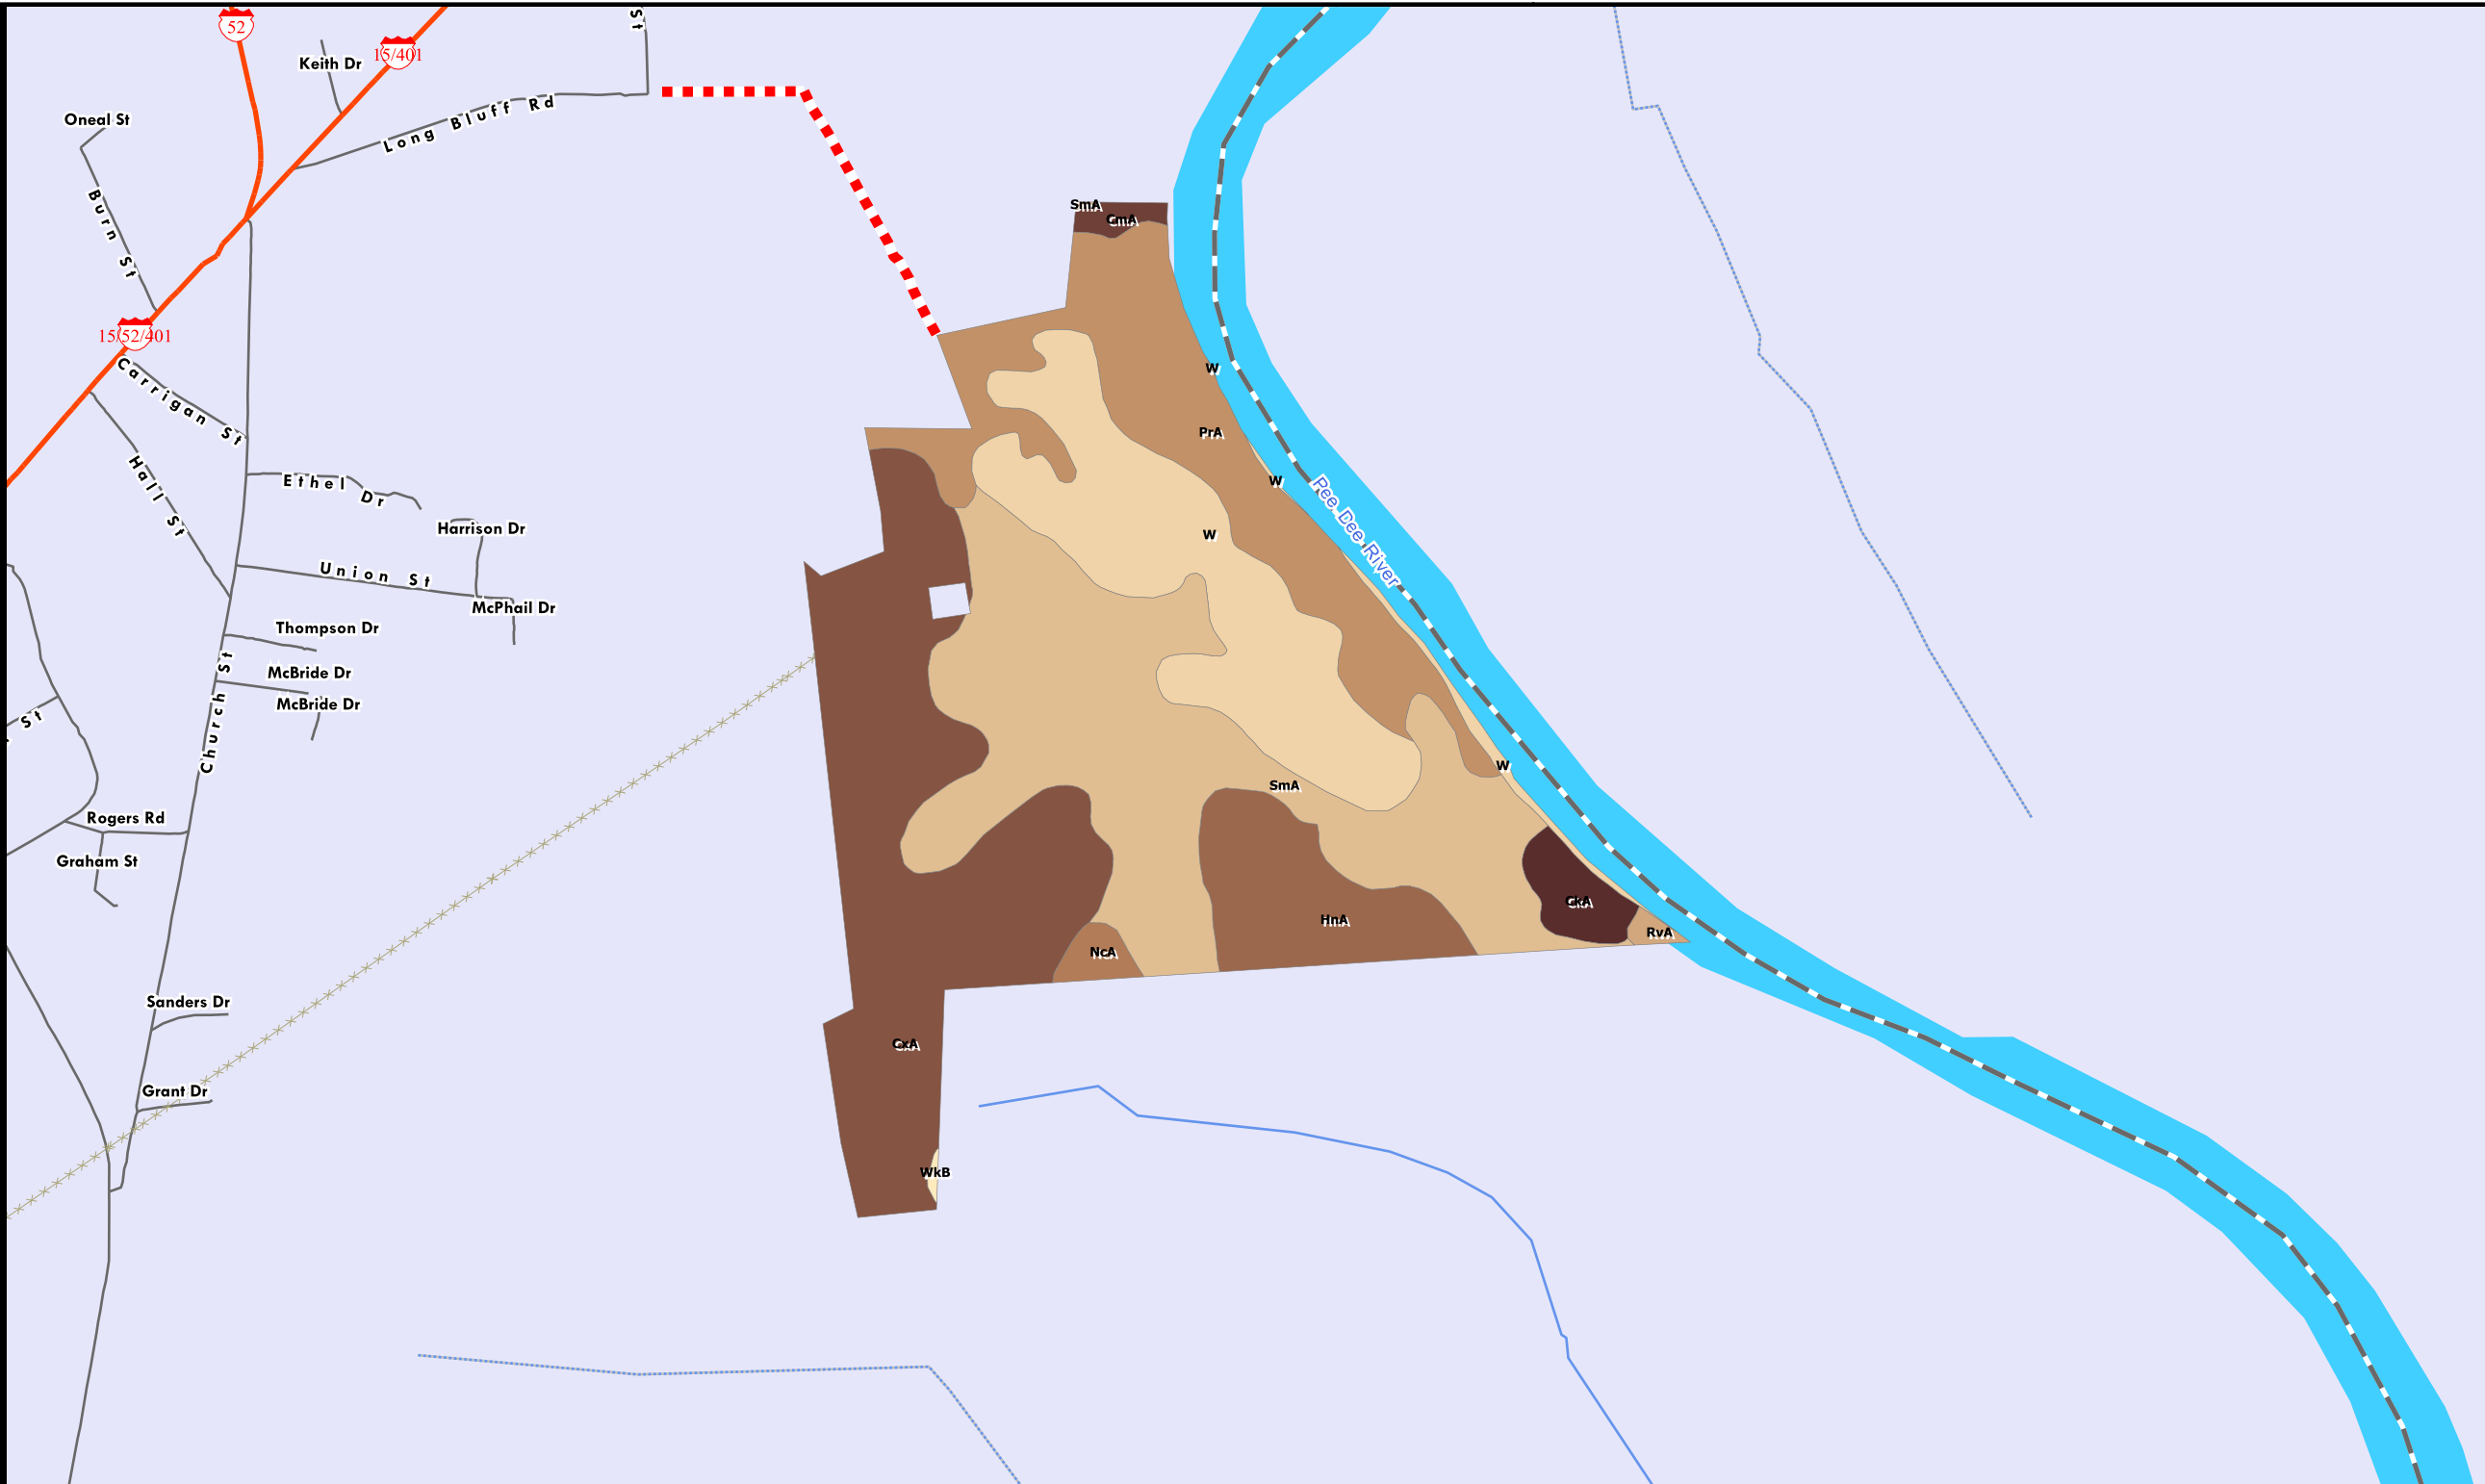 52
15/401
St
Keith Dr
Long Bluff Rd
Oneal St
Burn St
SmA
CmA
15/52/401
Carrigan St
W
PrA
Hall St
Ethel Dr
W
Harrison Dr
W
Pee Dee River
Union St
McPhail Dr
Thompson Dr
Church St
McBride Dr
McBride Dr
St
W
SmA
Rogers Rd
Graham St
CkA
HnA
RvA
NcA
Sanders Dr
CxA
Grant Dr
WkB